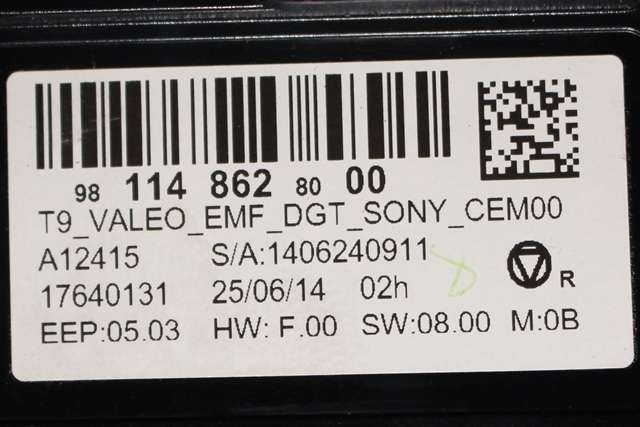 98 114 862 80 00
T9_VALEO_EMF_DGT_SONY_CEM00
A12415 S/A:1406240911
17640131 25/06/14 02h R
EEP:05.03 HW: F.00 SW:08.00 M:0B